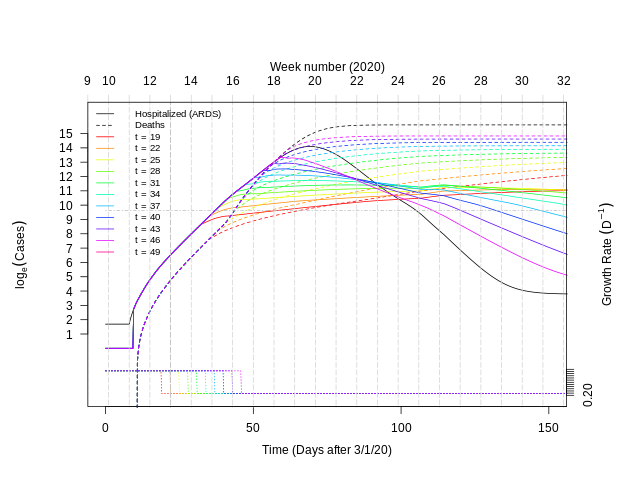 Week number (2020)
9 10 12 14 16 18 20 22 24 26 28 30 32
Hospitalized (ARDS)
Deaths
t = 19
t = 22
t = 25
t = 28
t = 31
t = 34
t = 37
t = 40
t = 43
t = 46
t = 49
15
14
13
12
11
10
9
8
7
6
5
4
3
2
1
logₑ(Cases)
Growth Rate (D⁻¹)
0.20
0 50 100 150
Time (Days after 3/1/20)